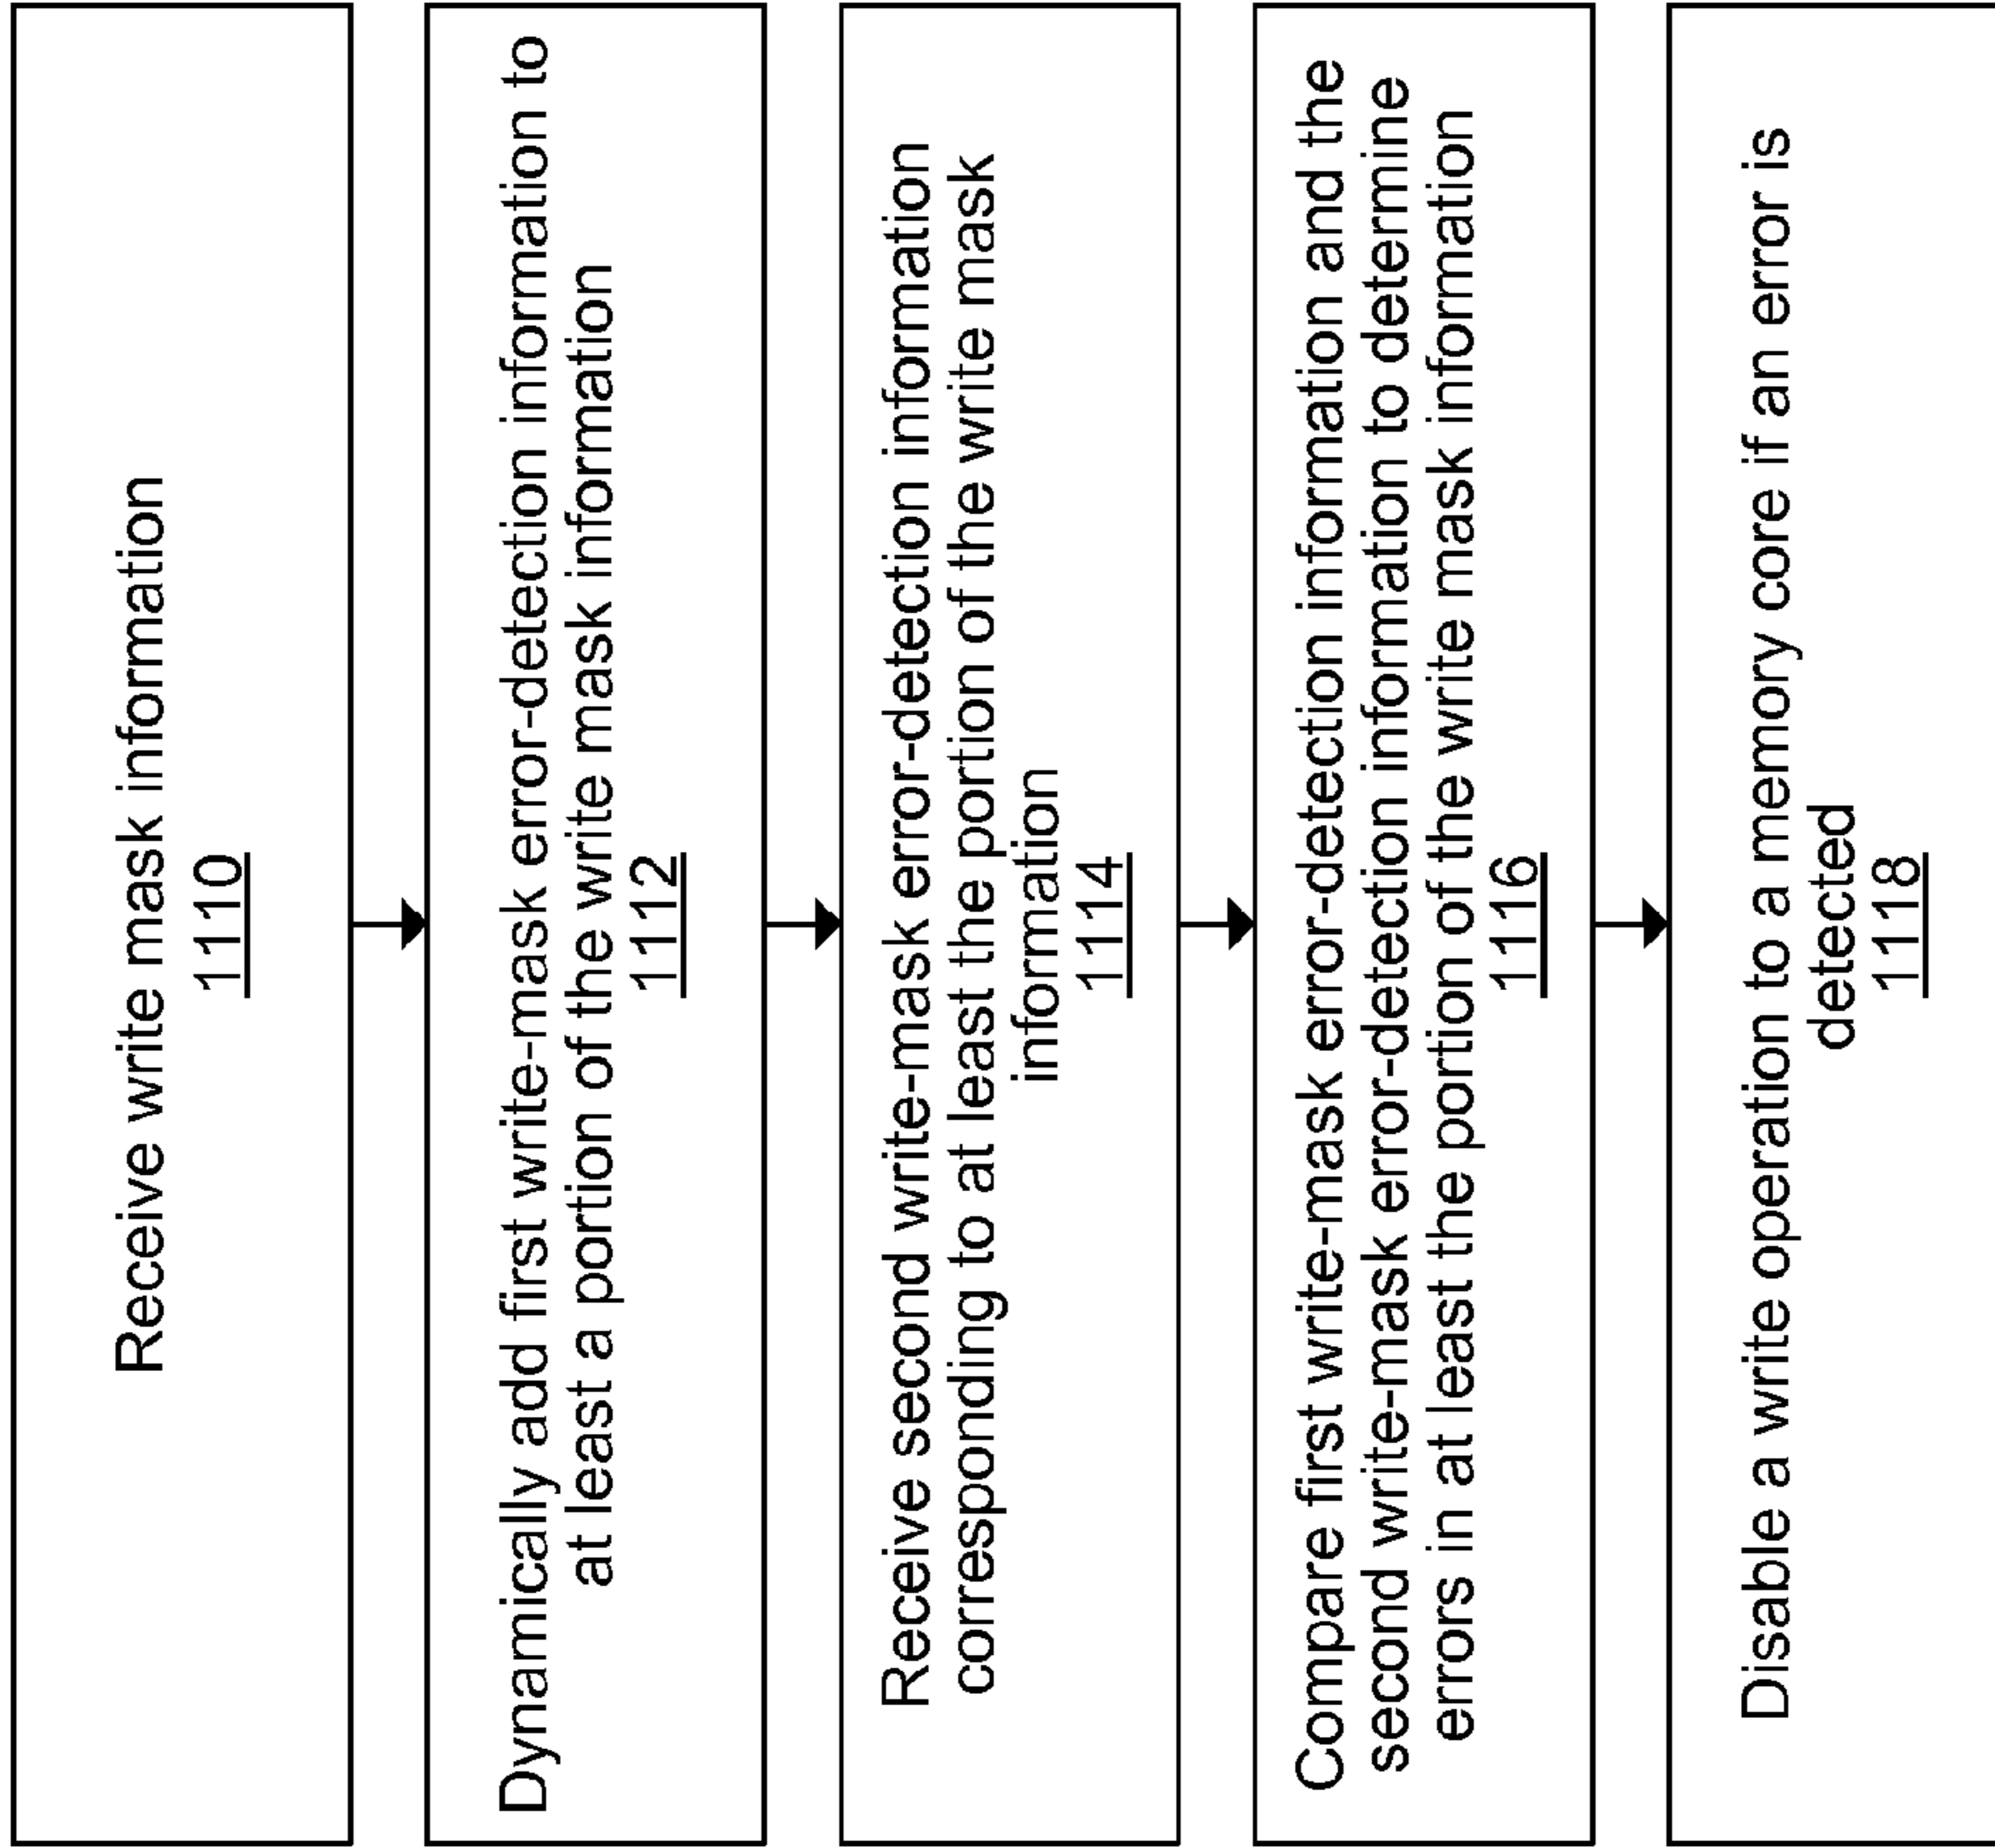 Receive write mask information
1110
Dynamically add first write-mask error-detection information to
at least a portion of the write mask information
1112
Receive second write-mask error-detection information
corresponding to at least the portion of the write mask
information
1114
Compare first write-mask error-detection information and the
second write-mask error-detection information to determine
errors in at least the portion of the write mask information
1116
Disable a write operation to a memory core if an error is
detected
1118